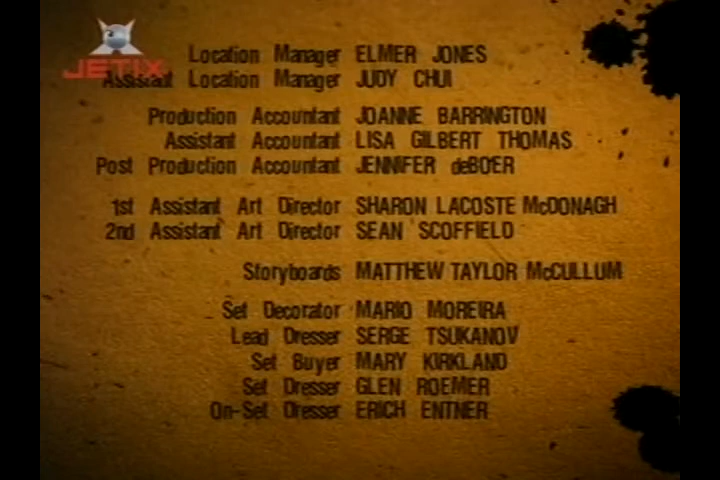 JETIX
Location Manager ELMER JONES
Assistant Location Manager JUDY CHUI
Production Accountant JOANNE BARRINGTON
Assistant Accountant LISA GILBERT THOMAS
Post Production Accountant JENNIFER deBOER
1st Assistant Art Director SHARON LACOSTE McDONAGH
2nd Assistant Art Director SEAN SCOFFIELD
Storyboards MATTHEW TAYLOR McCULLUM
Set Decorator MARIO MOREIRA
Lead Dresser SERGE TSUKANOV
Set Buyer MARY KIRKLAND
Set Dresser GLEN ROEMER
On-Set Dresser ERICH ENTNER